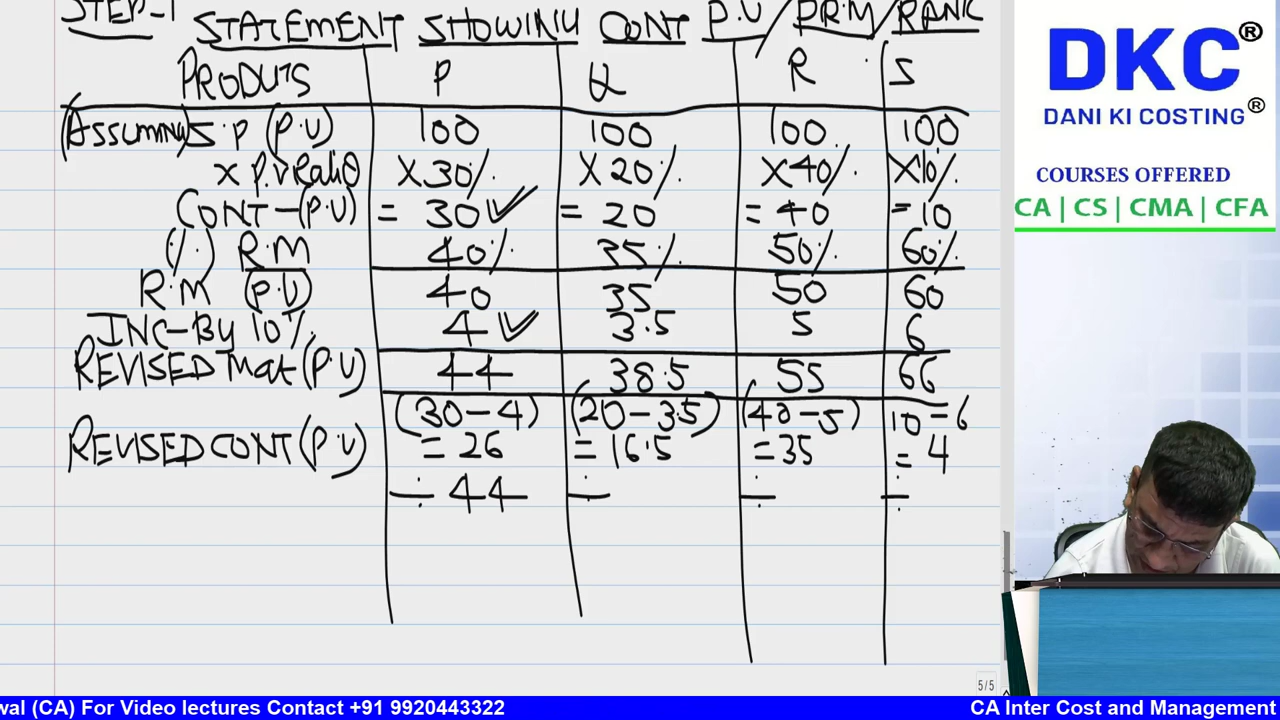 STEP-1
STATEMENT SHOWING CONT P.U/PR.M/RANK
PRODUTS P Q R S
(Assuming) S.P (P.U) 100 100 100 100
x P.V Ratio X30% X20% X40% X10%
CONT-(P.U) = 30 = 20 = 40 = 10
(%) R.M 40% 35% 50% 60%
R.M (P.U) 40 35 50 60
INC-By 10% 4 3.5 5 6
REVISED Mat (P.U) 44 38.5 55 66
(30-4) (20-3.5) (40-5) 10-6
REVISED CONT (P.U) = 26 = 16.5 = 35 = 4
÷ 44 ÷ ÷ ÷
5/5
DKC®
DANI KI COSTING®
COURSES OFFERED
CA | CS | CMA | CFA
wal (CA) For Video lectures Contact +91 9920443322
CA Inter Cost and Management